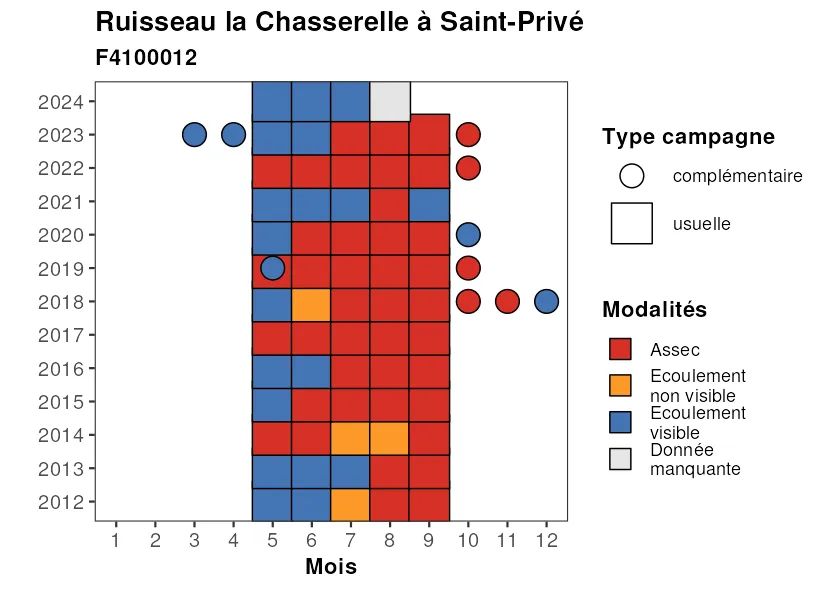 Ruisseau la Chasserelle à Saint-Privé
F4100012
2024
2023
2022
2021
2020
2019
2018
2017
2016
2015
2014
2013
2012
1 2 3 4 5 6 7 8 9 10 11 12
Mois
Type campagne
complémentaire
usuelle
Modalités
Assec
Ecoulement
non visible
Ecoulement
visible
Donnée
manquante